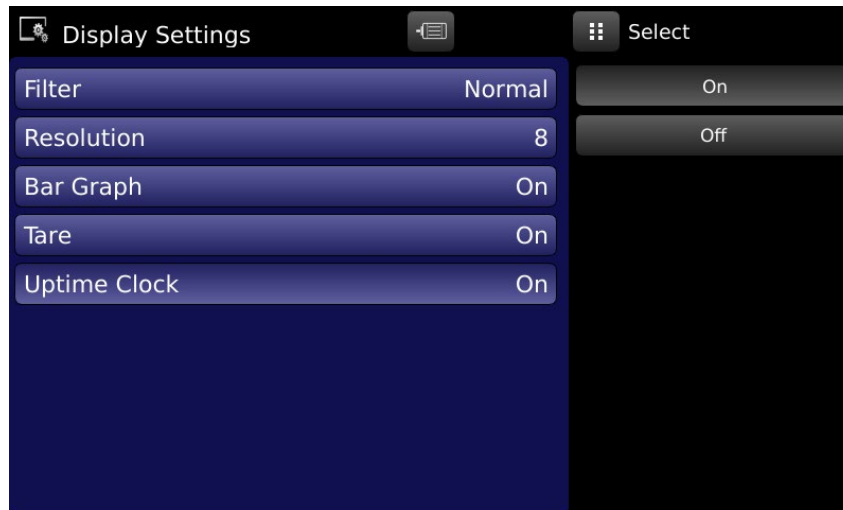 Display Settings
Select
Filter Normal
On
Resolution 8
Off
Bar Graph On
Tare On
Uptime Clock On